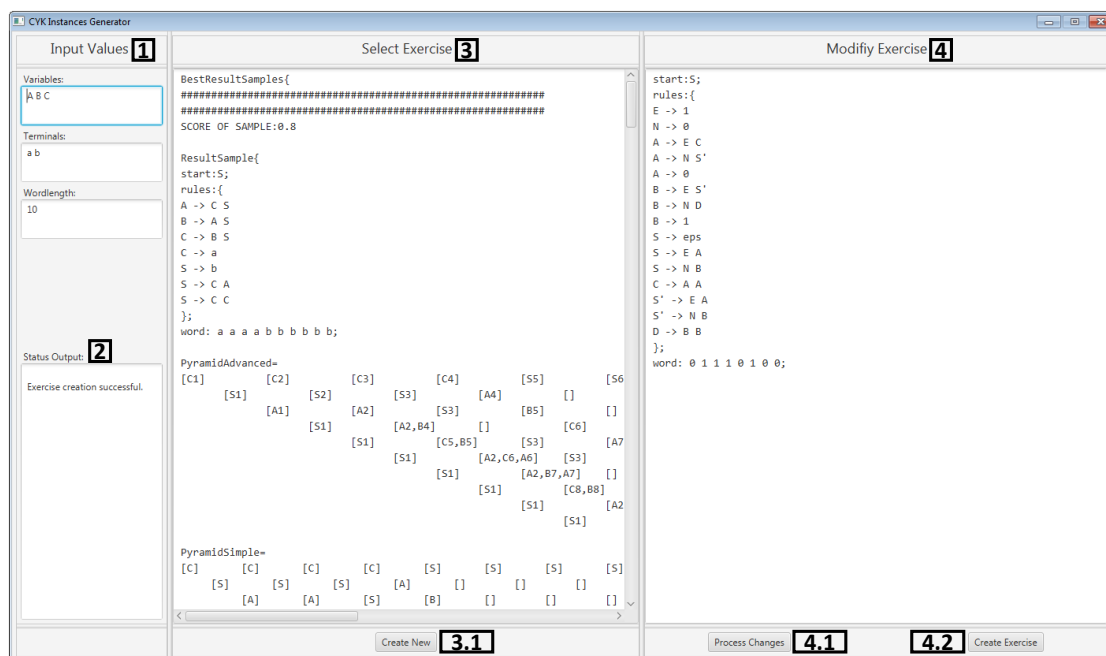 CYK Instances Generator
Input Values 1
Select Exercise 3
Modifiy Exercise 4
Variables:
A B C
Terminals:
a b
Wordlength:
10
Status Output: 2
Exercise creation successful.
BestResultSamples{
############################################################
############################################################
SCORE OF SAMPLE:0.8
ResultSample{
start:S;
rules:{
A -> C S
B -> A S
C -> B S
C -> a
S -> b
S -> C A
S -> C C
};
word: a a a a b b b b b b;
PyramidAdvanced=
[C1] [C2] [C3] [C4] [S5] [S6
[S1] [S2] [S3] [A4] []
[A1] [A2] [S3] [B5] []
[S1] [A2,B4] [] [C6]
[S1] [C5,B5] [S3] [A7
[S1] [A2,C6,A6] [S3]
[S1] [A2,B7,A7] []
[S1] [C8,B8]
[S1] [A2
[S1]
PyramidSimple=
[C] [C] [C] [C] [S] [S] [S] [S]
[S] [S] [S] [A] [] [] []
[A] [A] [S] [B] [] [] []
Create New 3.1
start:S;
rules:{
E -> 1
N -> 0
A -> E C
A -> N S'
A -> 0
B -> E S'
B -> N D
B -> 1
S -> eps
S -> E A
S -> N B
C -> A A
S' -> E A
S' -> N B
D -> B B
};
word: 0 1 1 1 0 1 0 0;
Process Changes 4.1
4.2 Create Exercise